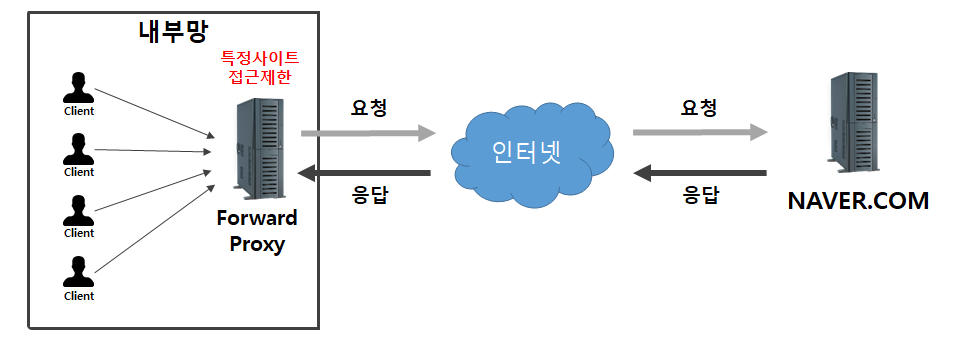 내부망
특정사이트
접근제한
Client
Client
Client
Client
Forward
Proxy
요청
응답
인터넷
요청
응답
NAVER.COM